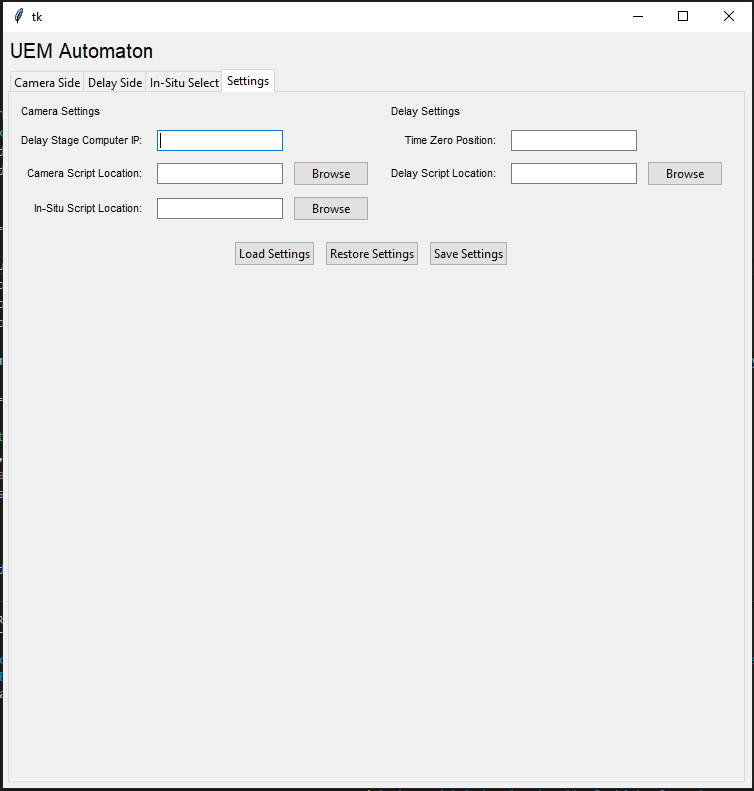 tk
UEM Automaton
Camera Side Delay Side In-Situ Select Settings
Camera Settings Delay Settings
Delay Stage Computer IP: Time Zero Position:
Camera Script Location: Browse Delay Script Location: Browse
In-Situ Script Location: Browse
Load Settings Restore Settings Save Settings